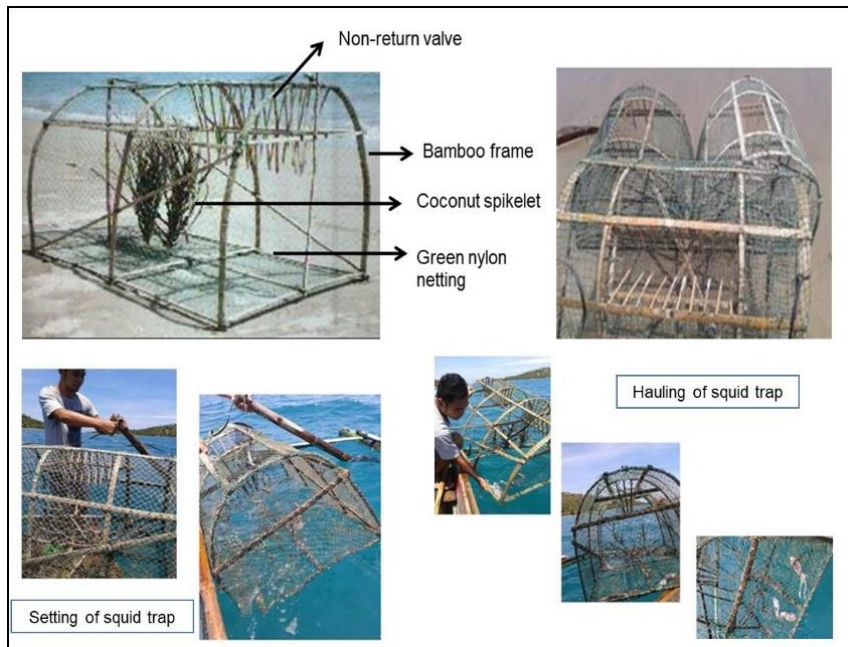 Non-return valve
Bamboo frame
Coconut spikelet
Green nylon
netting
Hauling of squid trap
Setting of squid trap